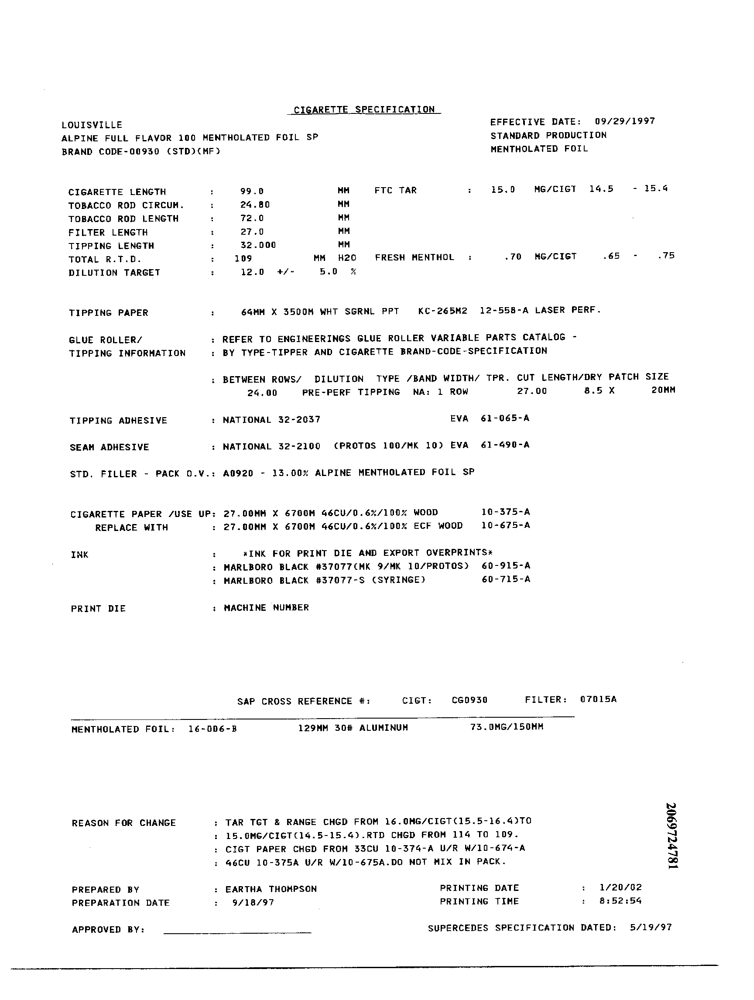 CIGARETTE SPECIFICATION
LOUISVILLE EFFECTIVE DATE: 09/29/1997
ALPINE FULL FLAVOR 100 MENTHOLATED FOIL SP STANDARD PRODUCTION
BRAND CODE-00930 (STD)(MF) MENTHOLATED FOIL
CIGARETTE LENGTH : 99.0 MM FTC TAR : 15.0 MG/CIGT 14.5 - 15.4
TOBACCO ROD CIRCUM. : 24.80 MM
TOBACCO ROD LENGTH : 72.0 MM
FILTER LENGTH : 27.0 MM
TIPPING LENGTH : 32.000 MM
TOTAL R.T.D. : 109 MM H2O FRESH MENTHOL : .70 MG/CIGT .65 - .75
DILUTION TARGET : 12.0 +/- 5.0 %
TIPPING PAPER : 64MM X 3500M WHT SGRNL PPT KC-265M2 12-558-A LASER PERF.
GLUE ROLLER/ : REFER TO ENGINEERINGS GLUE ROLLER VARIABLE PARTS CATALOG -
TIPPING INFORMATION : BY TYPE-TIPPER AND CIGARETTE BRAND-CODE-SPECIFICATION
: BETWEEN ROWS/ DILUTION TYPE /BAND WIDTH/ TPR. CUT LENGTH/DRY PATCH SIZE
24.00 PRE-PERF TIPPING NA: 1 ROW 27.00 8.5 X 20MM
TIPPING ADHESIVE : NATIONAL 32-2037 EVA 61-065-A
SEAM ADHESIVE : NATIONAL 32-2100 (PROTOS 100/MK 10) EVA 61-490-A
STD. FILLER - PACK O.V.: A0920 - 13.00% ALPINE MENTHOLATED FOIL SP
CIGARETTE PAPER /USE UP: 27.00MM X 6700M 46CU/0.6%/100% WOOD 10-375-A
REPLACE WITH : 27.00MM X 6700M 46CU/0.6%/100% ECF WOOD 10-675-A
INK : *INK FOR PRINT DIE AND EXPORT OVERPRINTS*
: MARLBORO BLACK #37077(MK 9/MK 10/PROTOS) 60-915-A
: MARLBORO BLACK #37077-S (SYRINGE) 60-715-A
PRINT DIE : MACHINE NUMBER
SAP CROSS REFERENCE #: CIGT: CG0930 FILTER: 07015A
MENTHOLATED FOIL: 16-006-B 129MM 30# ALUMINUM 73.0MG/150MM
REASON FOR CHANGE : TAR TGT & RANGE CHGD FROM 16.0MG/CIGT(15.5-16.4)TO
: 15.0MG/CIGT(14.5-15.4).RTD CHGD FROM 114 TO 109.
: CIGT PAPER CHGD FROM 33CU 10-374-A U/R W/10-674-A
: 46CU 10-375A U/R W/10-675A.DO NOT MIX IN PACK.
PREPARED BY : EARTHA THOMPSON PRINTING DATE : 1/20/02
PREPARATION DATE : 9/18/97 PRINTING TIME : 8:52:54
APPROVED BY: SUPERCEDES SPECIFICATION DATED: 5/19/97
2069724781